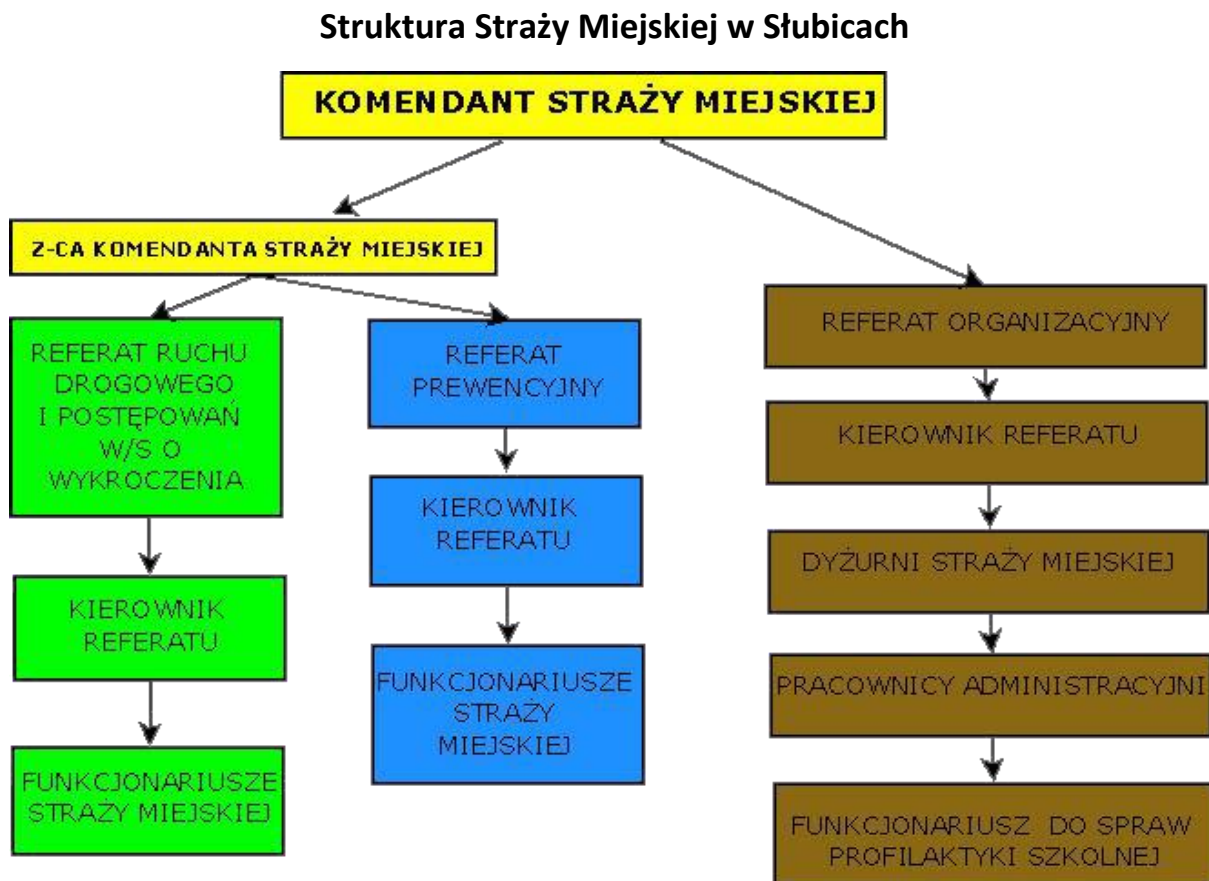 Struktura Straży Miejskiej w Słubicach
KOMENDANT STRAŻY MIEJSKIEJ
Z-CA KOMENDANTA STRAŻY MIEJSKIEJ
REFERAT RUCHU
DROGOWEGO
I POSTĘPOWAŃ
W/S O
WYKROCZENIA
KIEROWNIK
REFERATU
FUNKCJONARIUSZE
STRAŻY MIEJSKIEJ
REFERAT
PREWENCYJNY
KIEROWNIK
REFERATU
FUNKCJONARIUSZE
STRAŻY
MIEJSKIEJ
REFERAT ORGANIZACYJNY
KIEROWNIK REFERATU
DYŻURNI STRAŻY MIEJSKIEJ
PRACOWNICY ADMINISTRACYJNI
FUNKCJONARIUSZ DO SPRAW
PROFILAKTYKI SZKOLNEJ